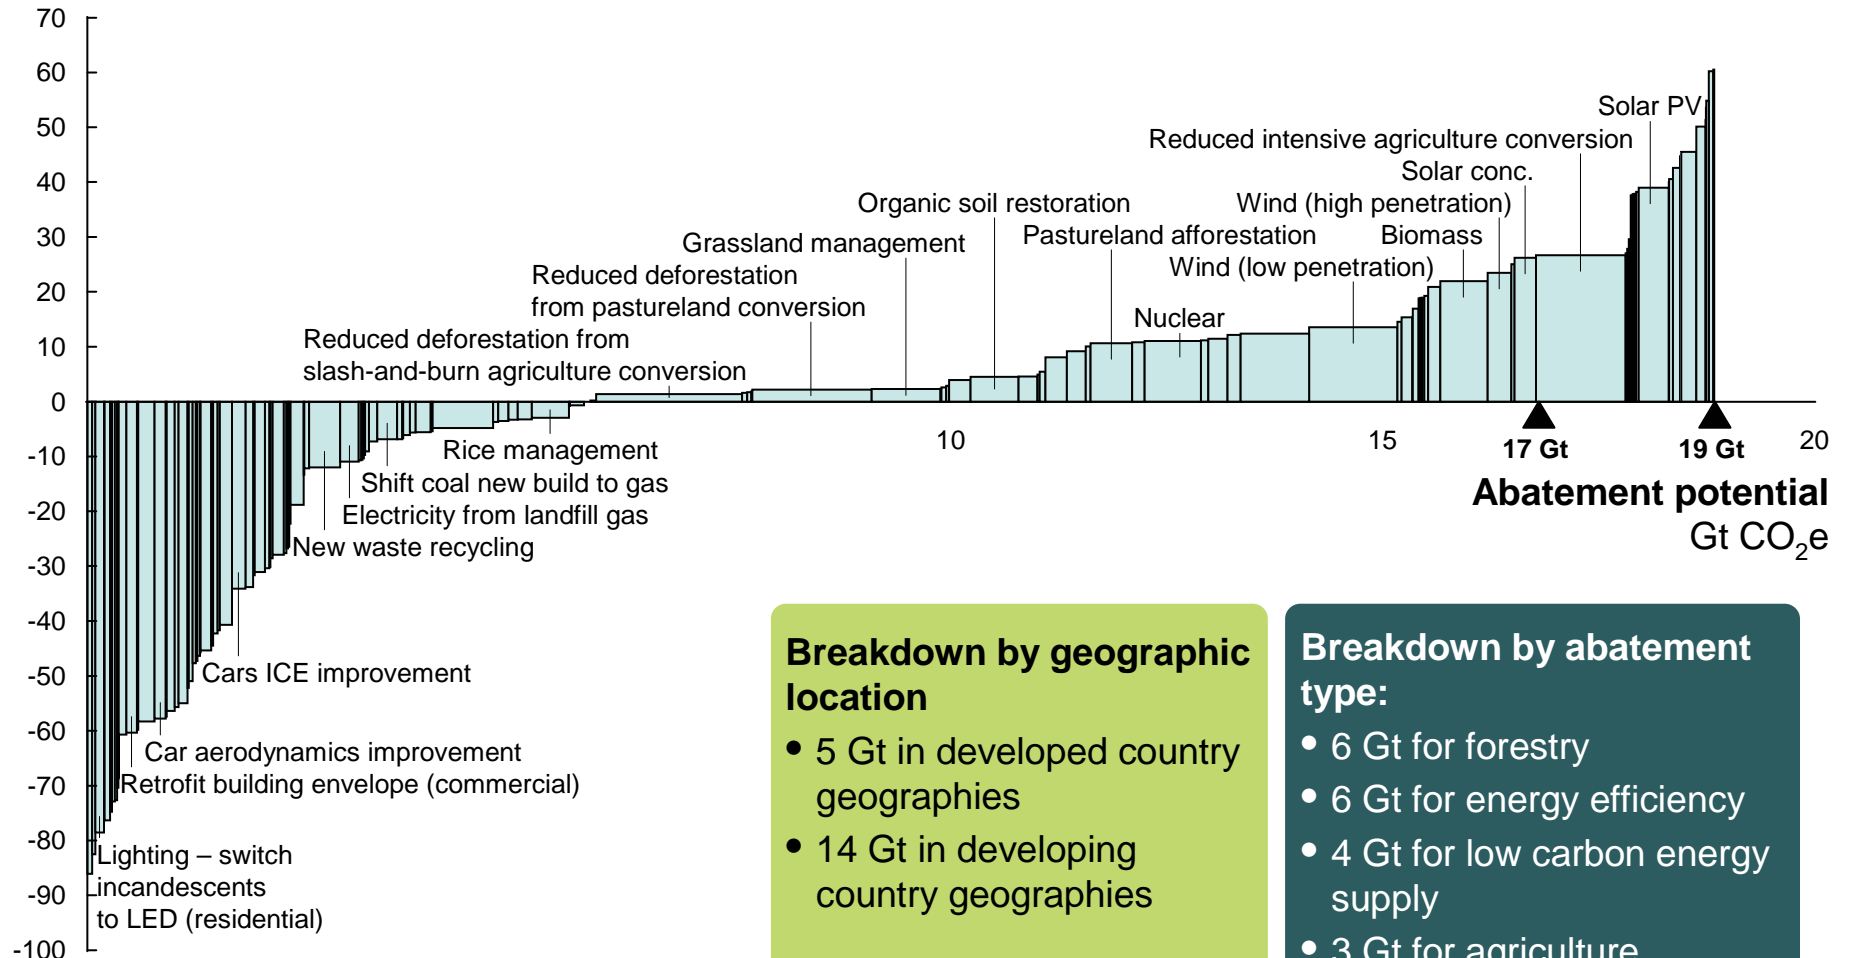 70
60
50
40
30
20
10
0
-10
-20
-30
-40
-50
-60
-70
-80
-90
-100
Solar PV
Reduced intensive agriculture conversion
Solar conc.
Organic soil restoration
Wind (high penetration)
Grassland management
Pastureland afforestation
Biomass
Reduced deforestation
from pastureland conversion
Wind (low penetration)
Nuclear
Reduced deforestation from
slash-and-burn agriculture conversion
Rice management
Shift coal new build to gas
Electricity from landfill gas
New waste recycling
Cars ICE improvement
Car aerodynamics improvement
Retrofit building envelope (commercial)
Lighting – switch
incandescents
to LED (residential)
10
15
17 Gt
19 Gt
20
Abatement potential
Gt CO₂e
Breakdown by geographic
location
• 5 Gt in developed country
geographies
• 14 Gt in developing
country geographies
Breakdown by abatement
type:
• 6 Gt for forestry
• 6 Gt for energy efficiency
• 4 Gt for low carbon energy
supply
• 3 Gt for agriculture